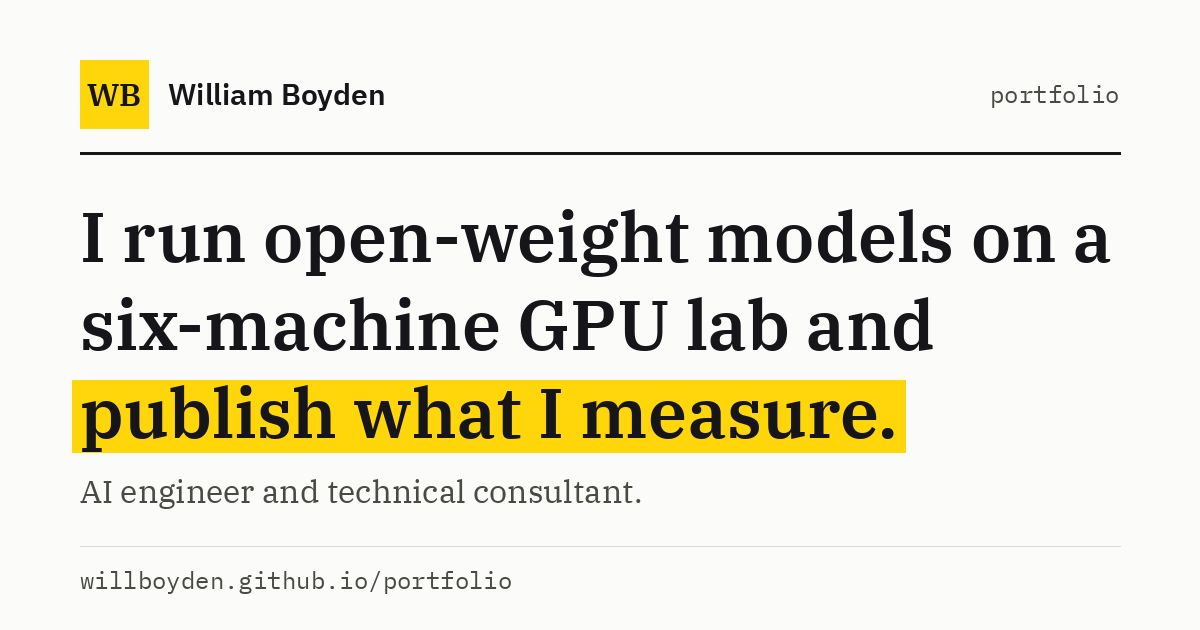 WB
William Boyden
portfolio
I run open-weight models on a
six-machine GPU lab and
publish what I measure.
AI engineer and technical consultant.
willboyden.github.io/portfolio